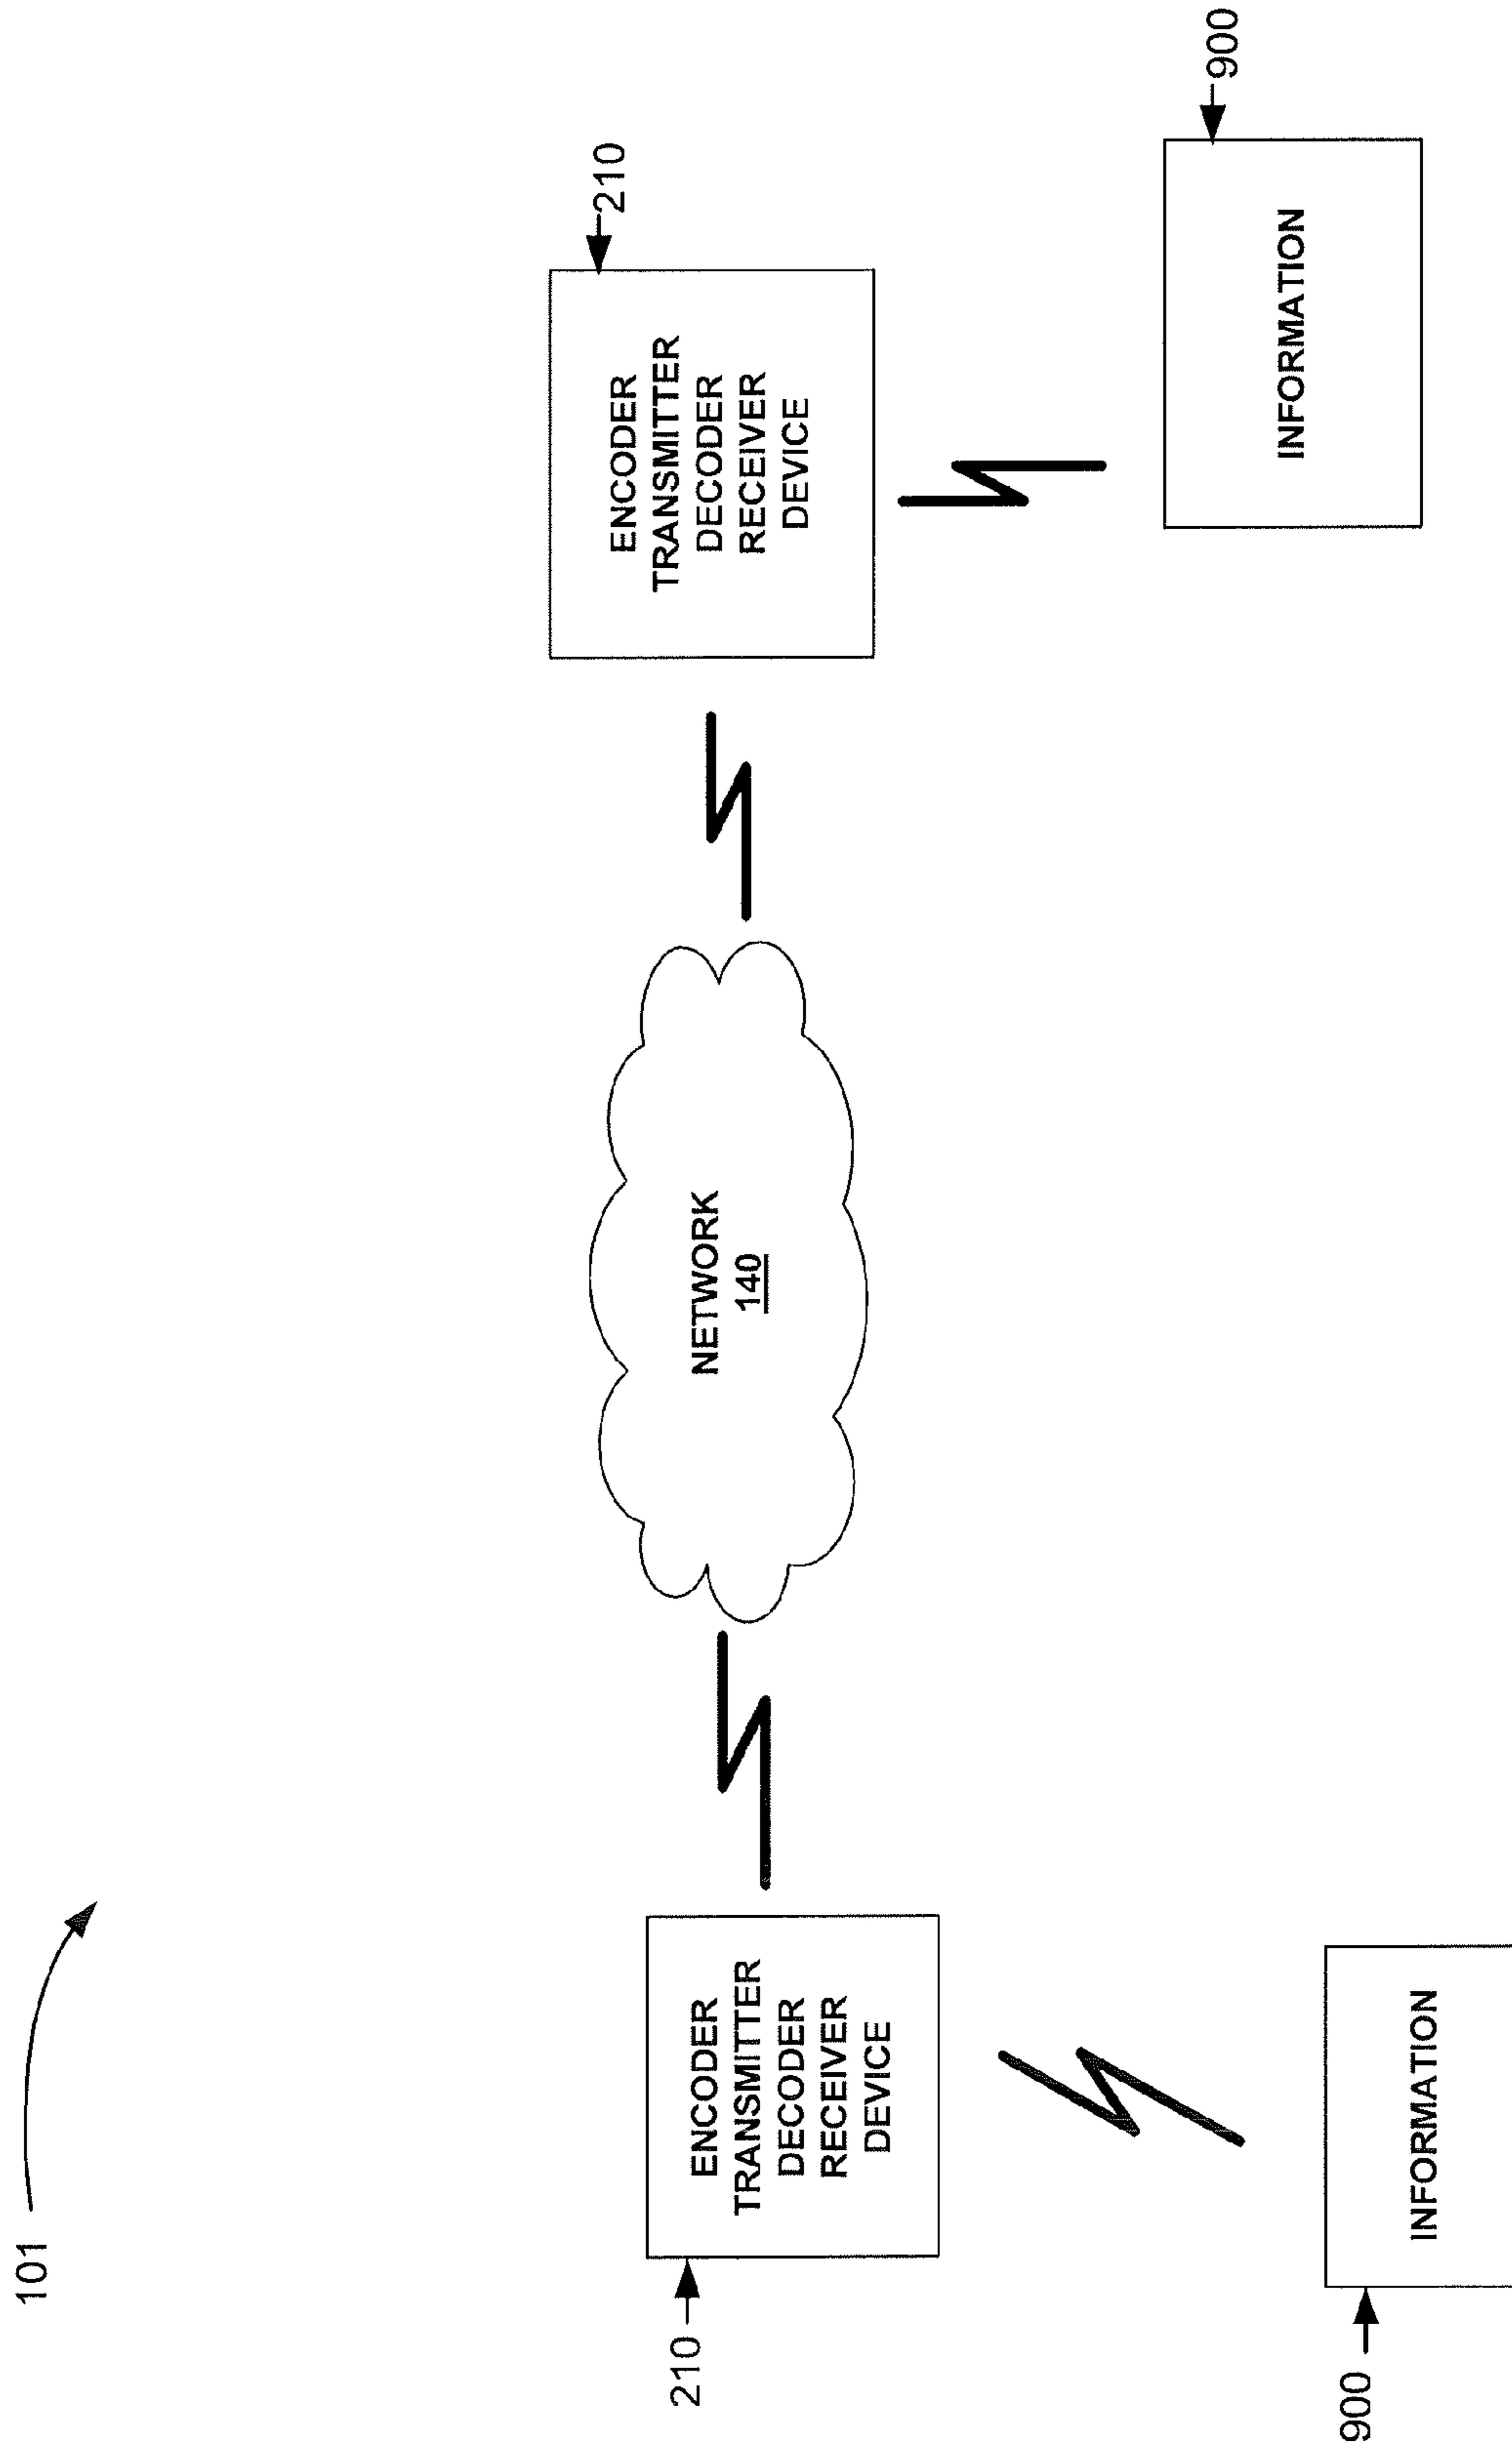 101
210
ENCODER
TRANSMITTER
DECODER
RECEIVER
DEVICE
NETWORK
140
ENCODER
TRANSMITTER
DECODER
RECEIVER
DEVICE
210
900
INFORMATION
INFORMATION
900